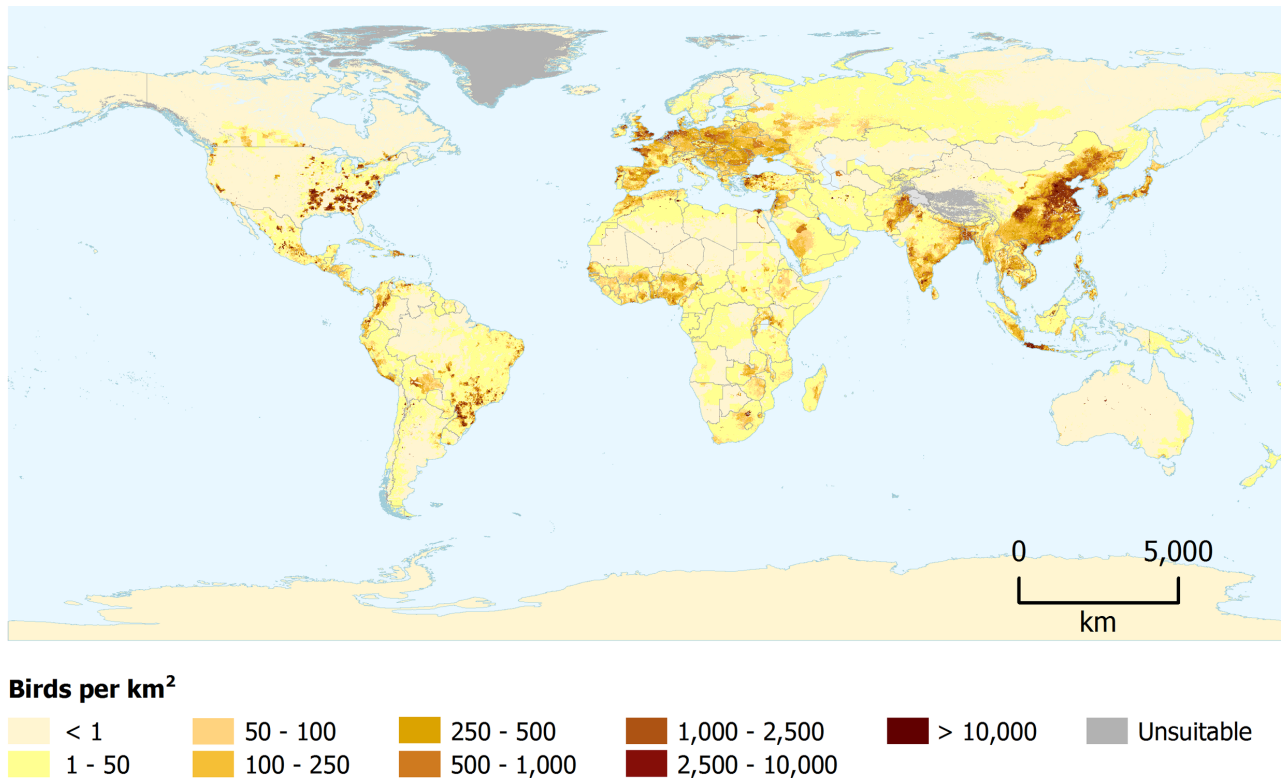 0 5,000
km
Birds per km²
< 1 50 - 100 250 - 500 1,000 - 2,500 > 10,000 Unsuitable
1 - 50 100 - 250 500 - 1,000 2,500 - 10,000